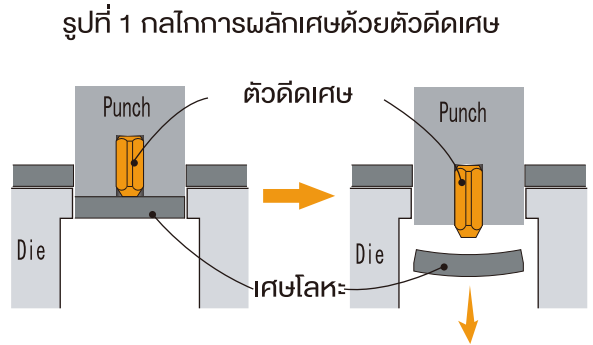 รูปที่ 1 กลไกการผลักเศษด้วยตัวดีดเศษ
Punch
ตัวดีดเศษ
Punch
Die
Die
เศษโลหะ